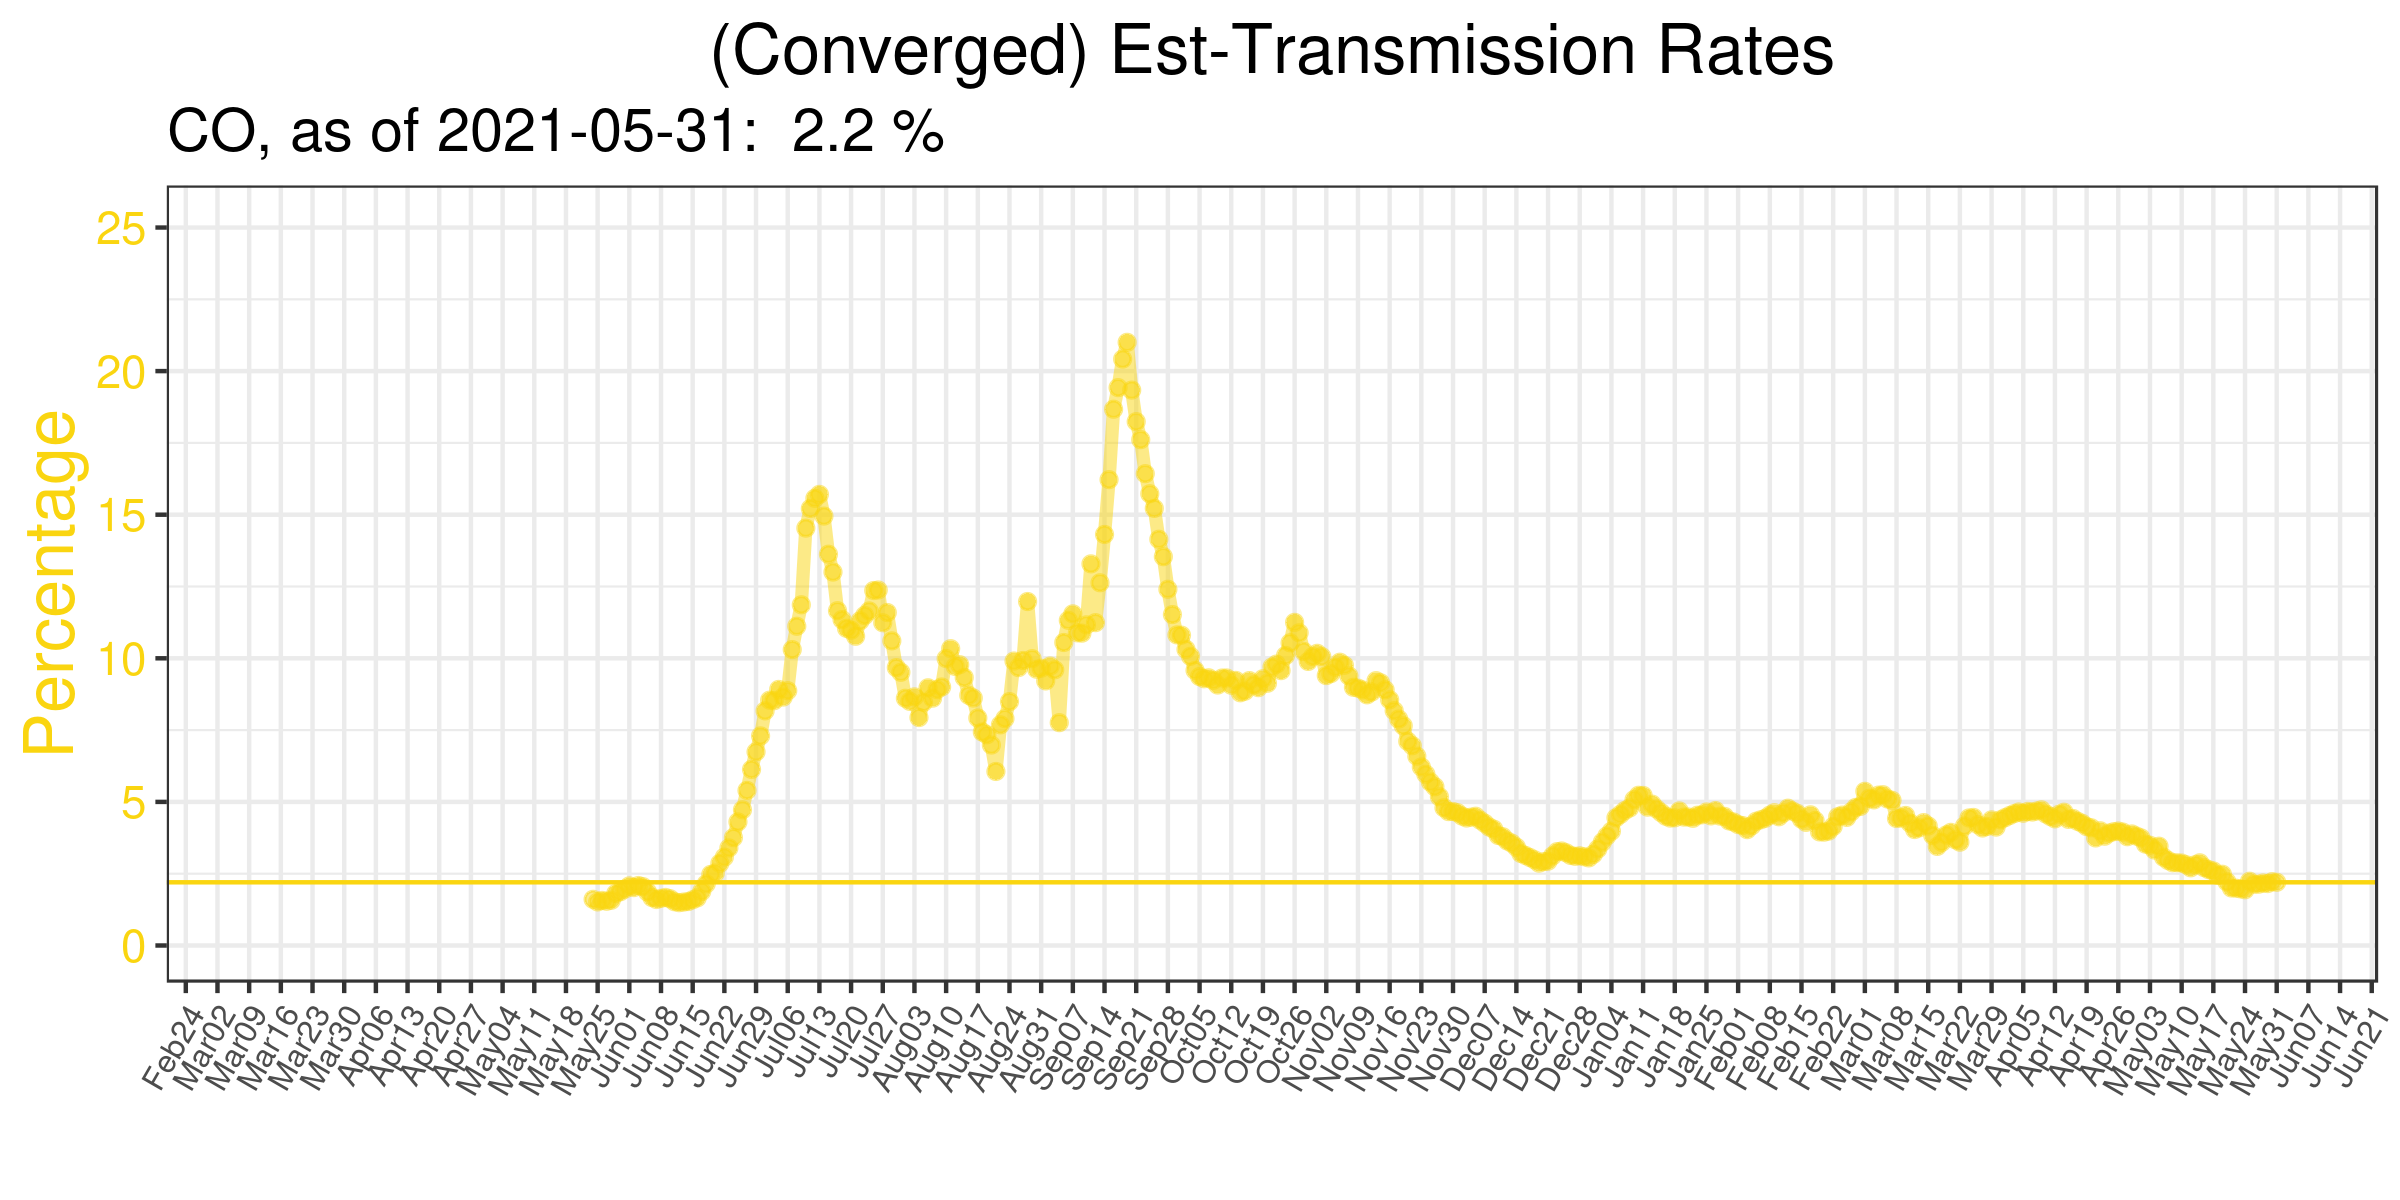 (Converged) Est-Transmission Rates
CO, as of 2021-05-31:  2.2 %
Percentage
25
20
15
10
5
0
Feb24
Mar02
Mar09
Mar16
Mar23
Mar30
Apr06
Apr13
Apr20
Apr27
May04
May11
May18
May25
Jun01
Jun08
Jun15
Jun22
Jun29
Jul06
Jul13
Jul20
Jul27
Aug03
Aug10
Aug17
Aug24
Aug31
Sep07
Sep14
Sep21
Sep28
Oct05
Oct12
Oct19
Oct26
Nov02
Nov09
Nov16
Nov23
Nov30
Dec07
Dec14
Dec21
Dec28
Jan04
Jan11
Jan18
Jan25
Feb01
Feb08
Feb15
Feb22
Mar01
Mar08
Mar15
Mar22
Mar29
Apr05
Apr12
Apr19
Apr26
May03
May10
May17
May24
May31
Jun07
Jun14
Jun21